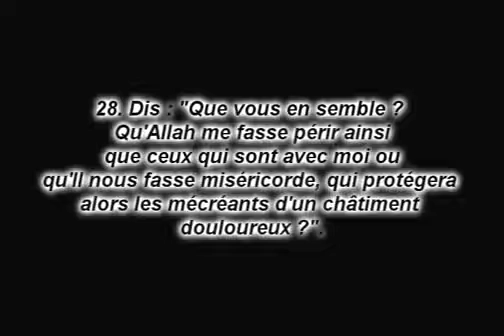 28. Dis : "Que vous en semble ?
Qu'Allah me fasse périr ainsi
que ceux qui sont avec moi ou
qu'Il nous fasse miséricorde, qui protégera
alors les mécréants d'un châtiment
douloureux ?".